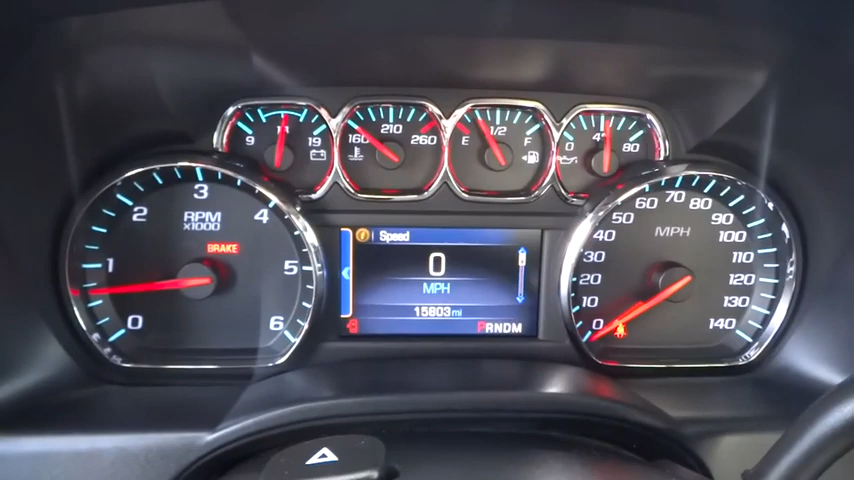 9 19
160 210 260
E 1/2 F
0 80
0 1 2 3 4 5 6
RPM
x1000
BRAKE
Speed
0
MPH
15803 mi
PRNDM
0 10 20 30 40 50 60 70 80 90 100 110 120 130 140
MPH